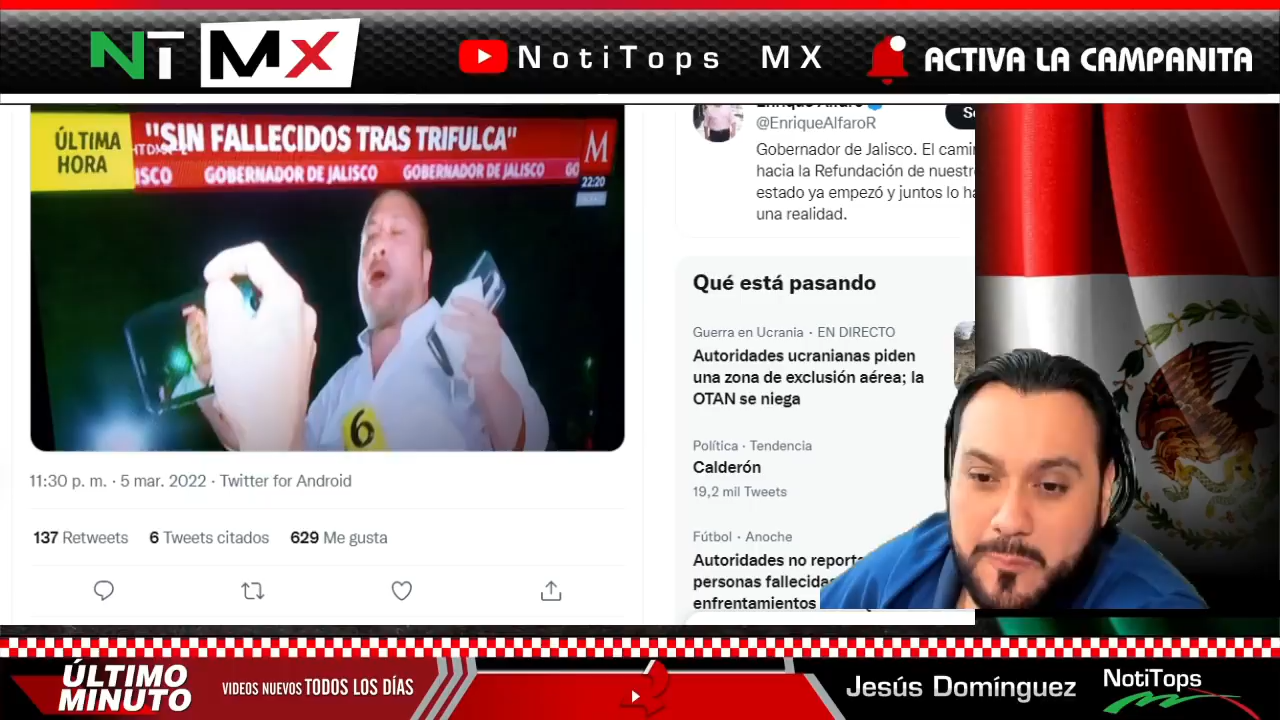 NT MX
NotiTops MX
ACTIVA LA CAMPANITA
ÚLTIMA
HORA
"SIN FALLECIDOS TRAS TRIFULCA"
M
GOBERNADOR DE JALISCO GOBERNADOR DE JALISCO
22:20
6
11:30 p. m. · 5 mar. 2022 · Twitter for Android
137 Retweets 6 Tweets citados 629 Me gusta
Enrique Alfaro
@EnriqueAlfaroR
Gobernador de Jalisco. El
hacia la Refundación de
estado ya empezó y juntos lo
una realidad.
Qué está pasando
Guerra en Ucrania · EN DIRECTO
Autoridades ucranianas piden
una zona de exclusión aérea; la
OTAN se niega
Política · Tendencia
Calderón
19,2 mil Tweets
Fútbol · Anoche
Autoridades no
personas
enfrentamientos
ÚLTIMO
MINUTO
VIDEOS NUEVOS TODOS LOS DÍAS
Jesús Domínguez
NotiTops